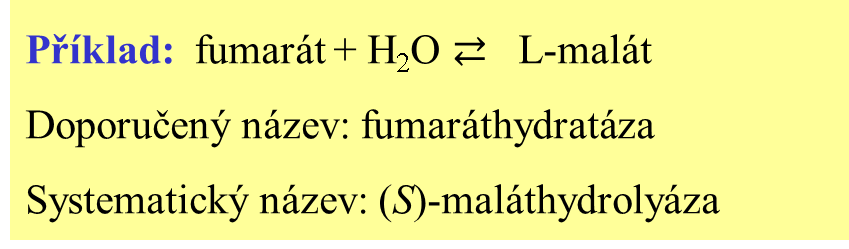 Příklad: fumarát + H₂O ⇄ L-malát
Doporučený název: fumaráthydratáza
Systematický název: (S)-maláthydrolyáza